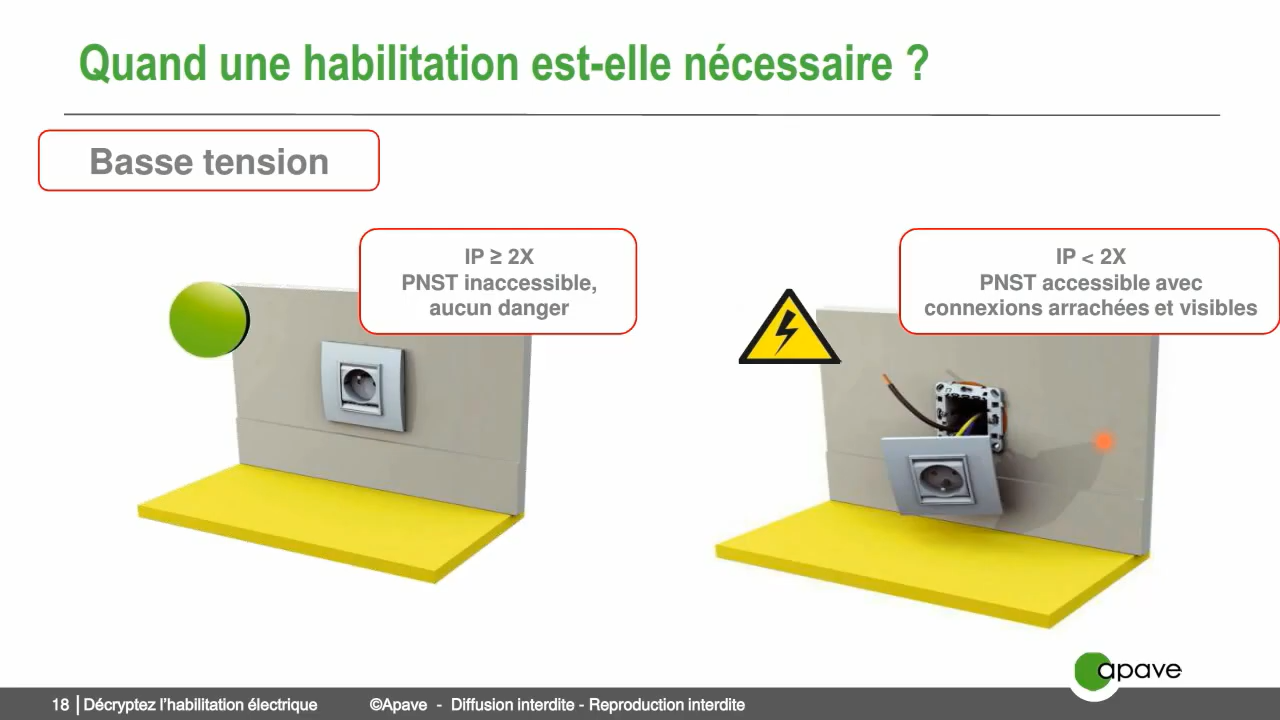 Quand une habilitation est-elle nécessaire ?
Basse tension
IP ≥ 2X
PNST inaccessible,
aucun danger
IP < 2X
PNST accessible avec
connexions arrachées et visibles
apave
18 Décryptez l’habilitation électrique ©Apave - Diffusion interdite - Reproduction interdite